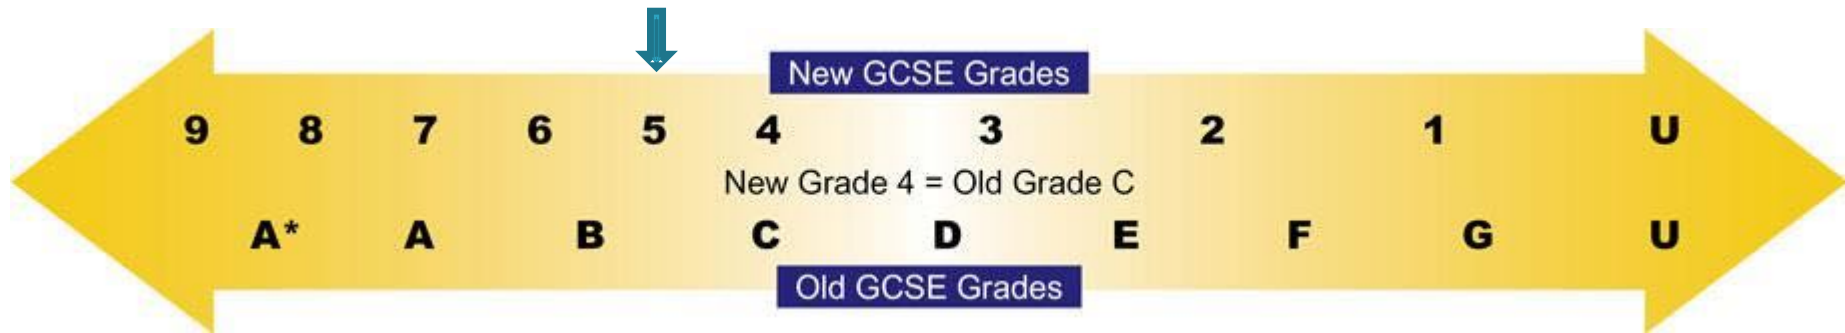 New GCSE Grades
9 8 7 6 5 4 3 2 1 U
New Grade 4 = Old Grade C
A* A B C D E F G U
Old GCSE Grades